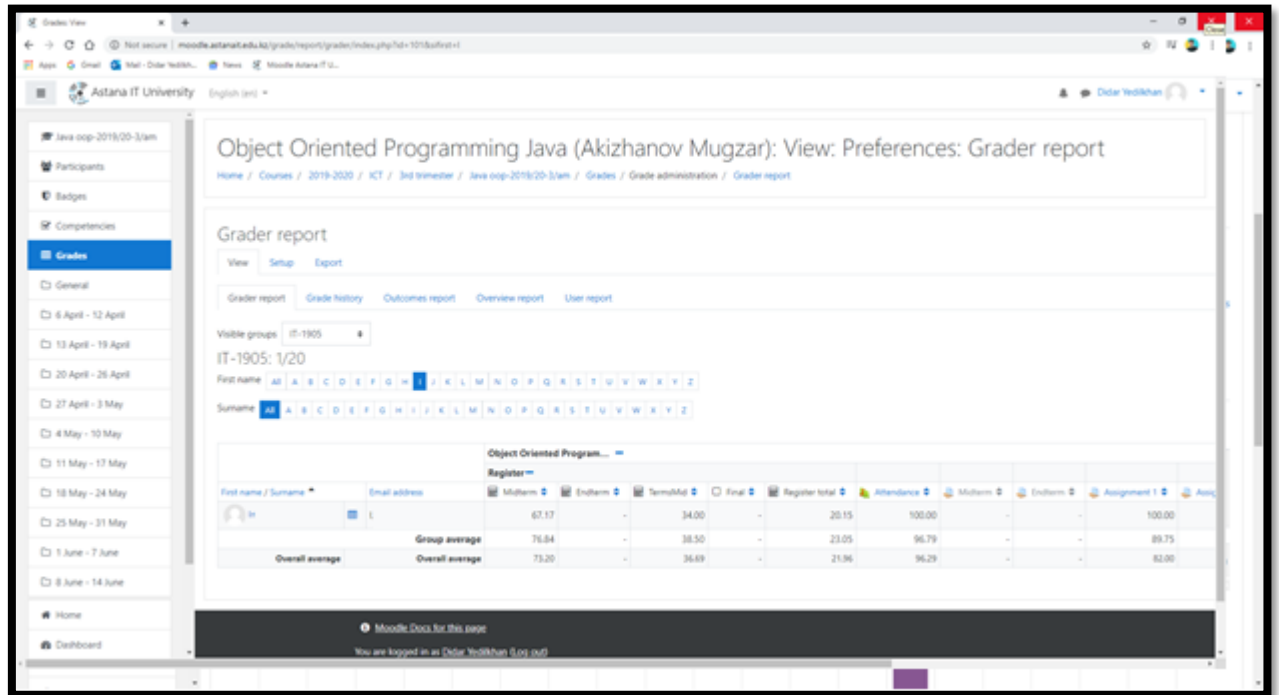 Grades View
Close
Not secure | moodle.astanait.edu.kz/grade/report/grader/index.php?id=101&sifirst=I
Apps Gmail Mail - Didar Yedilkh... News Moodle Astana IT U...
Astana IT University English (en) Didar Yedilkhan
Java oop-2019/20-3/am
Participants
Badges
Competencies
Grades
General
6 April - 12 April
13 April - 19 April
20 April - 26 April
27 April - 3 May
4 May - 10 May
11 May - 17 May
18 May - 24 May
25 May - 31 May
1 June - 7 June
8 June - 14 June
Home
Dashboard
Object Oriented Programming Java (Akizhanov Mugzar): View: Preferences: Grader report
Home / Courses / 2019-2020 / ICT / 3rd trimester / Java oop-2019/20-3/am / Grades / Grade administration / Grader report
Grader report
View Setup Export
Grader report Grade history Outcomes report Overview report User report
Visible groups IT-1905
IT-1905: 1/20
First name All A B C D E F G H I J K L M N O P Q R S T U V W X Y Z
Surname All A B C D E F G H I J K L M N O P Q R S T U V W X Y Z
Object Oriented Program...
Register
First name / Surname Email address Midterm Endterm TermsMid Final Register total Attendance Midterm Endterm Assignment 1
67.17 - 34.00 - 20.15 100.00 - - 100.00
Group average 76.84 - 38.50 - 23.05 96.79 - - 89.75
Overall average Overall average 73.20 - 36.69 - 21.96 96.29 - - 82.00
Moodle Docs for this page
You are logged in as Didar Yedilkhan (Log out)